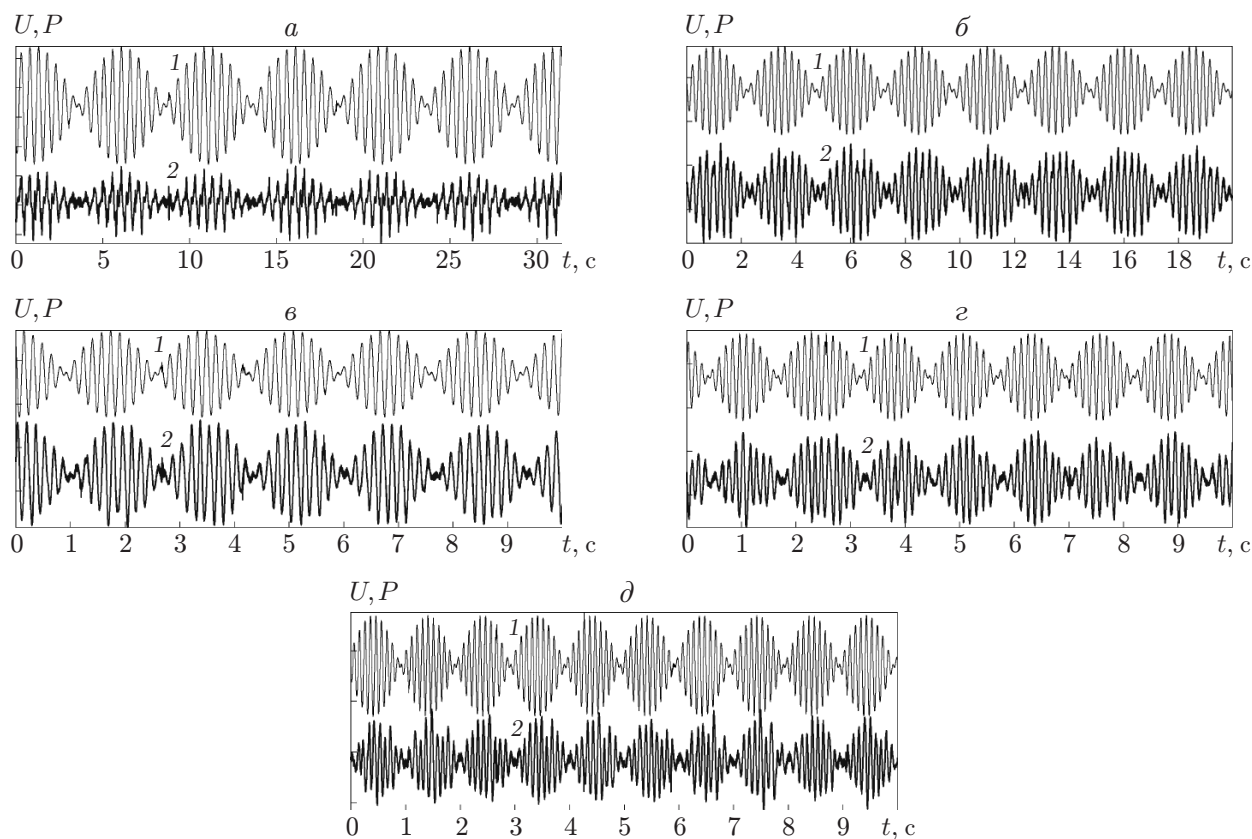 U, P а U, P б
1 1
2 2
0 5 10 15 20 25 30 t, с 0 2 4 6 8 10 12 14 16 18 t, с
U, P в U, P г
1 1
2 2
0 1 2 3 4 5 6 7 8 9 t, с 0 1 2 3 4 5 6 7 8 9 t, с
U, P д
1
2
0 1 2 3 4 5 6 7 8 9 t, с